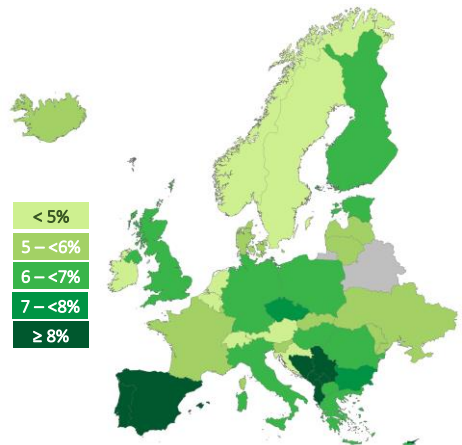 < 5%
5 – <6%
6 – <7%
7 – <8%
≥ 8%